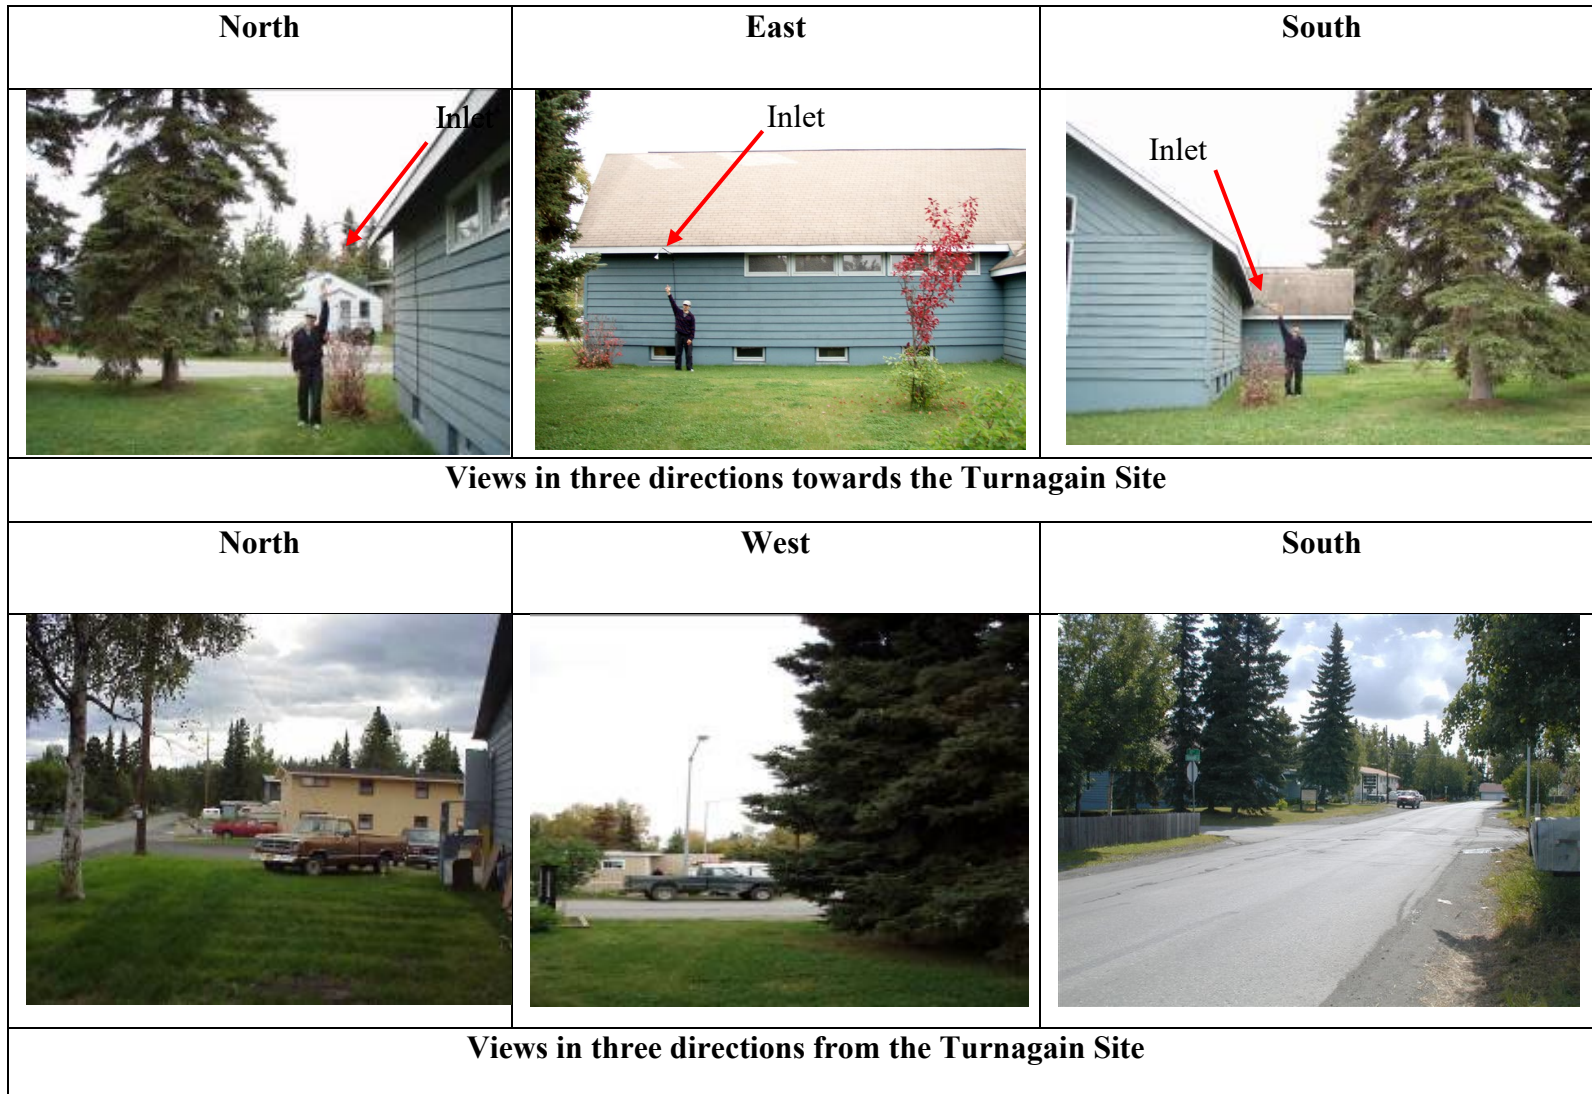 North
East
South
Inlet
Inlet
Inlet
Views in three directions towards the Turnagain Site
North
West
South
Views in three directions from the Turnagain Site